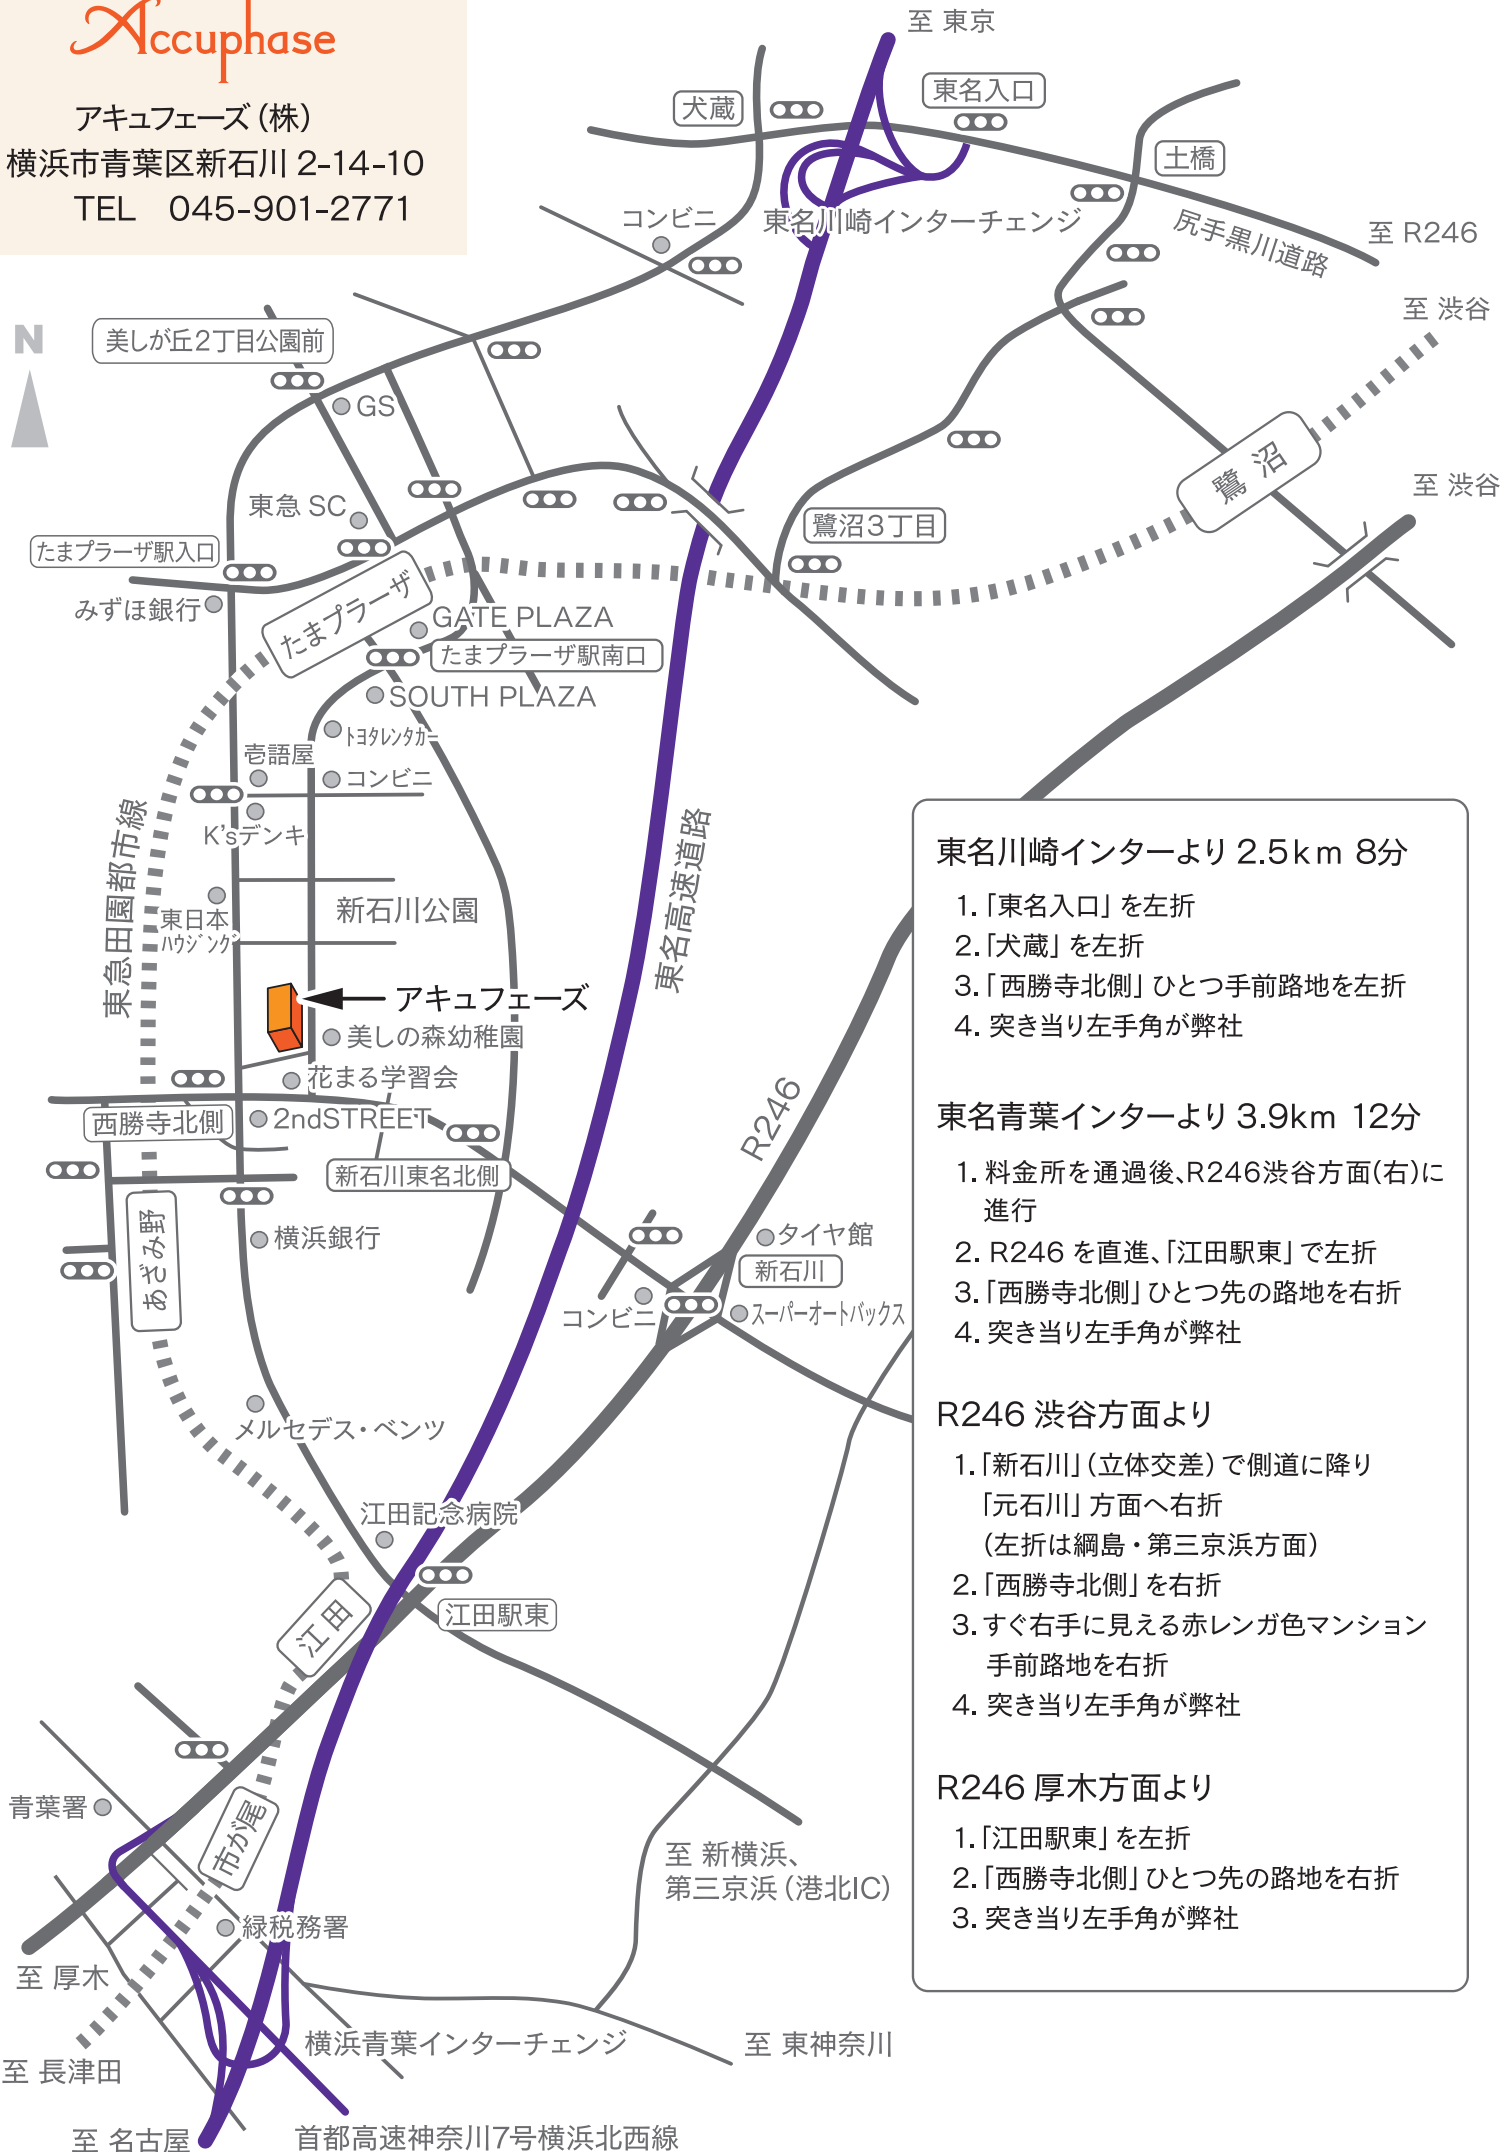 Accuphase
アキュフェーズ（株）
横浜市青葉区新石川 2-14-10
TEL 045-901-2771
至 東京
東名入口
犬蔵
土橋
コンビニ
東名川崎インターチェンジ
尻手黒川道路
至 R246
至 渋谷
N
美しが丘2丁目公園前
GS
至 渋谷
鷺沼
東急 SC
鷺沼3丁目
たまプラーザ駅入口
みずほ銀行
たまプラーザ
GATE PLAZA
たまプラーザ駅南口
SOUTH PLAZA
トヨタレンタカー
壱語屋
コンビニ
K'sデンキ
東急田園都市線
東名高速道路
東日本
ハウジング
新石川公園
アキュフェーズ
美しの森幼稚園
花まる学習会
西勝寺北側
2ndSTREET
R246
新石川東名北側
あざみ野
横浜銀行
タイヤ館
新石川
コンビニ
スーパーオートバックス
メルセデス・ベンツ
江田記念病院
江田駅東
江田
青葉署
市が尾
至 新横浜、
第三京浜（港北IC）
緑税務署
至 厚木
横浜青葉インターチェンジ
至 東神奈川
至 長津田
至 名古屋
首都高速神奈川7号横浜北西線
東名川崎インターより 2.5km 8分
1.「東名入口」を左折
2.「犬蔵」を左折
3.「西勝寺北側」ひとつ手前路地を左折
4. 突き当り左手角が弊社
東名青葉インターより 3.9km 12分
1. 料金所を通過後、R246渋谷方面(右)に
進行
2. R246 を直進、「江田駅東」で左折
3.「西勝寺北側」ひとつ先の路地を右折
4. 突き当り左手角が弊社
R246 渋谷方面より
1.「新石川」（立体交差）で側道に降り
「元石川」方面へ右折
（左折は綱島・第三京浜方面）
2.「西勝寺北側」を右折
3. すぐ右手に見える赤レンガ色マンション
手前路地を右折
4. 突き当り左手角が弊社
R246 厚木方面より
1.「江田駅東」を左折
2.「西勝寺北側」ひとつ先の路地を右折
3. 突き当り左手角が弊社